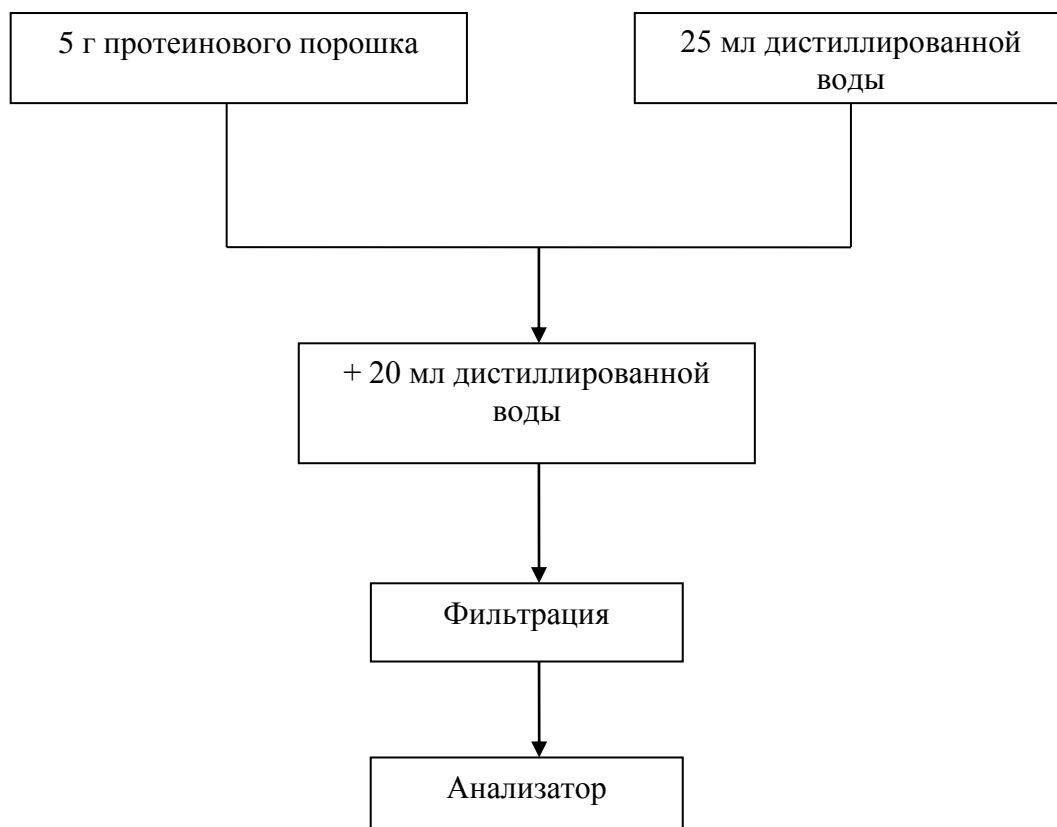 5 г протеинового порошка
25 мл дистиллированной
воды
+ 20 мл дистиллированной
воды
Фильтрация
Анализатор